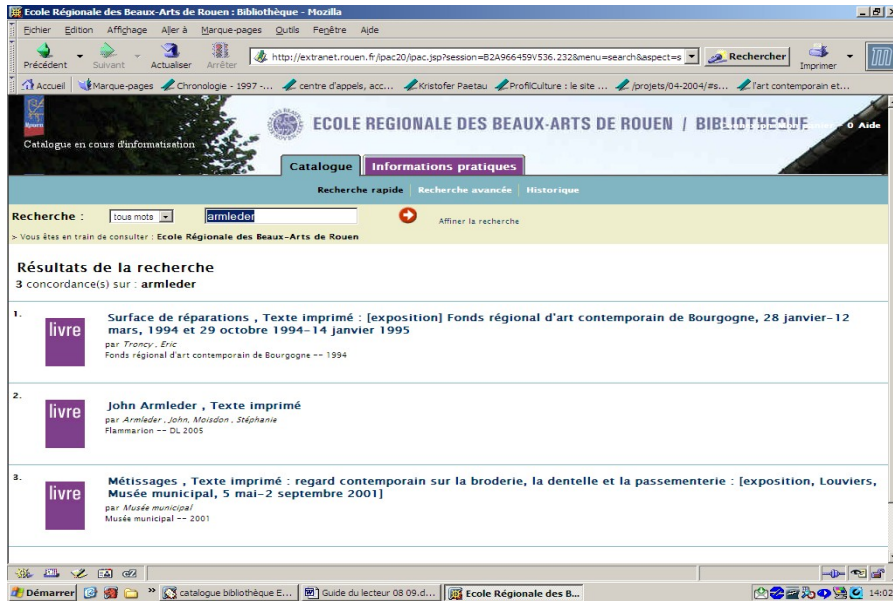 Ecole Régionale des Beaux-Arts de Rouen : Bibliothèque - Mozilla
Fichier Edition Affichage Aller à Marque-pages Outils Fenêtre Aide
Précédent Suivant Actualiser Arrêter http://extranet.rouen.fr/ipac20/ipac.jsp?session=B2A966459V536.232&menu=search&aspect=s Rechercher Imprimer
Accueil Marque-pages Chronologie - 1997 -... centre d'appels, acc... Kristofer Paetau ProfilCulture : le site ... /projets/04-2004/#s... l'art contemporain et...
Rouen
ECOLE REGIONALE DES BEAUX-ARTS DE ROUEN / BIBLIOTHEQUE
0 Aide
Catalogue en cours d'informatisation
Catalogue Informations pratiques
Recherche rapide Recherche avancée Historique
Recherche : tous mots armleder Affiner la recherche
> Vous êtes en train de consulter : Ecole Régionale des Beaux-Arts de Rouen
Résultats de la recherche
3 concordance(s) sur : armleder
1.
livre
Surface de réparations , Texte imprimé : [exposition] Fonds régional d'art contemporain de Bourgogne, 28 janvier-12
mars, 1994 et 29 octobre 1994-14 janvier 1995
par Troncy , Eric
Fonds régional d'art contemporain de Bourgogne -- 1994
2.
livre
John Armleder , Texte imprimé
par Armleder , John, Moisdon , Stéphanie
Flammarion -- DL 2005
3.
livre
Métissages , Texte imprimé : regard contemporain sur la broderie, la dentelle et la passementerie : [exposition, Louviers,
Musée municipal, 5 mai-2 septembre 2001]
par Musée municipal
Musée municipal -- 2001
Démarrer » catalogue bibliothèque E... Guide du lecteur 08 09.d... Ecole Régionale des B... 14:02